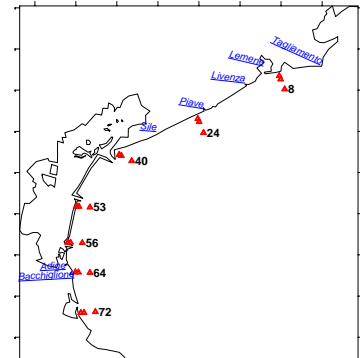 Tagliamento
Lemene
Livenza
8
Piave
24
Sile
40
53
56
Adige
Bacchiglione
64
72